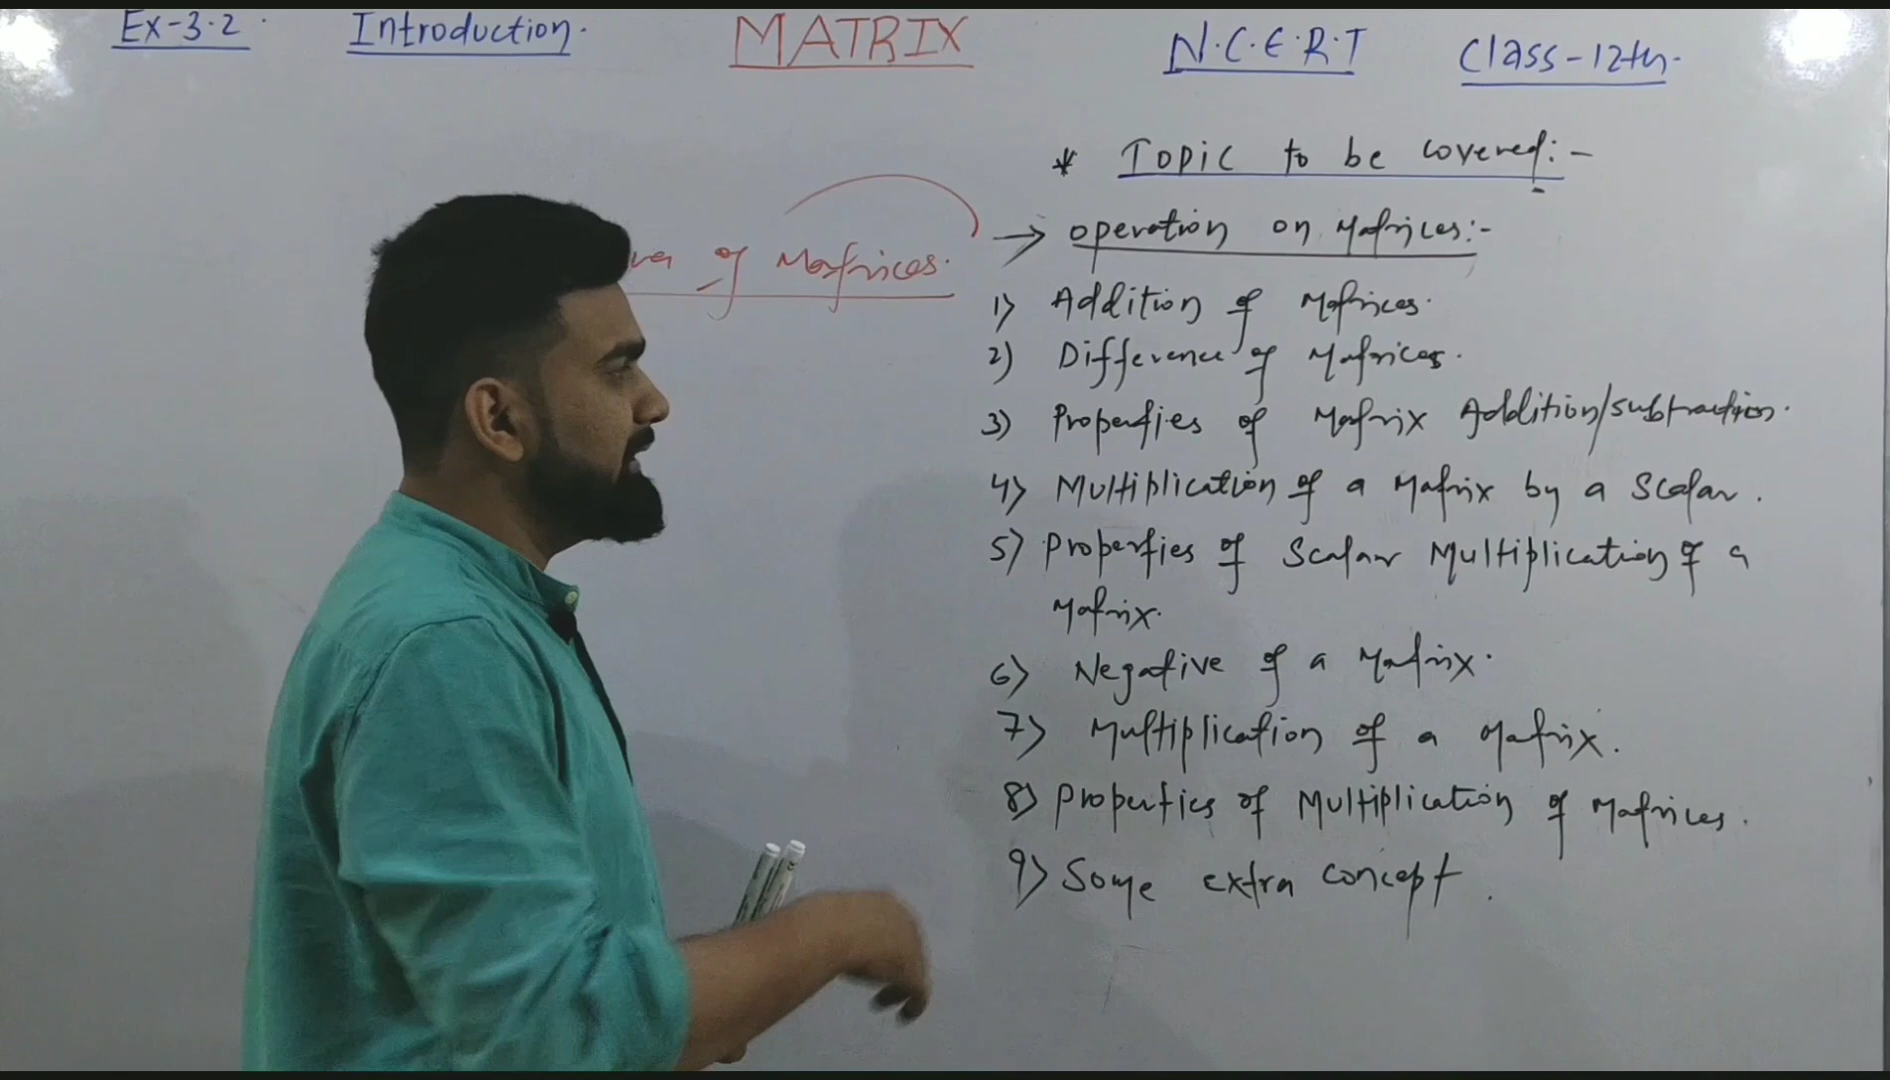 Ex-3.2. Introduction. MATRIX N.C.E.R.T Class-12th.
* Topic to be covered:-
of Matrices.
→ operation on Matrices:-
1) Addition of Matrices.
2) Difference of Matrices.
3) Properties of Matrix Addition/subtraction.
4) Multiplication of a Matrix by a Scalar.
5) Properties of Scalar Multiplication of a
Matrix.
6) Negative of a Matrix.
7) Multiplication of a Matrix.
8) Properties of Multiplication of Matrices.
9) Some extra concept.